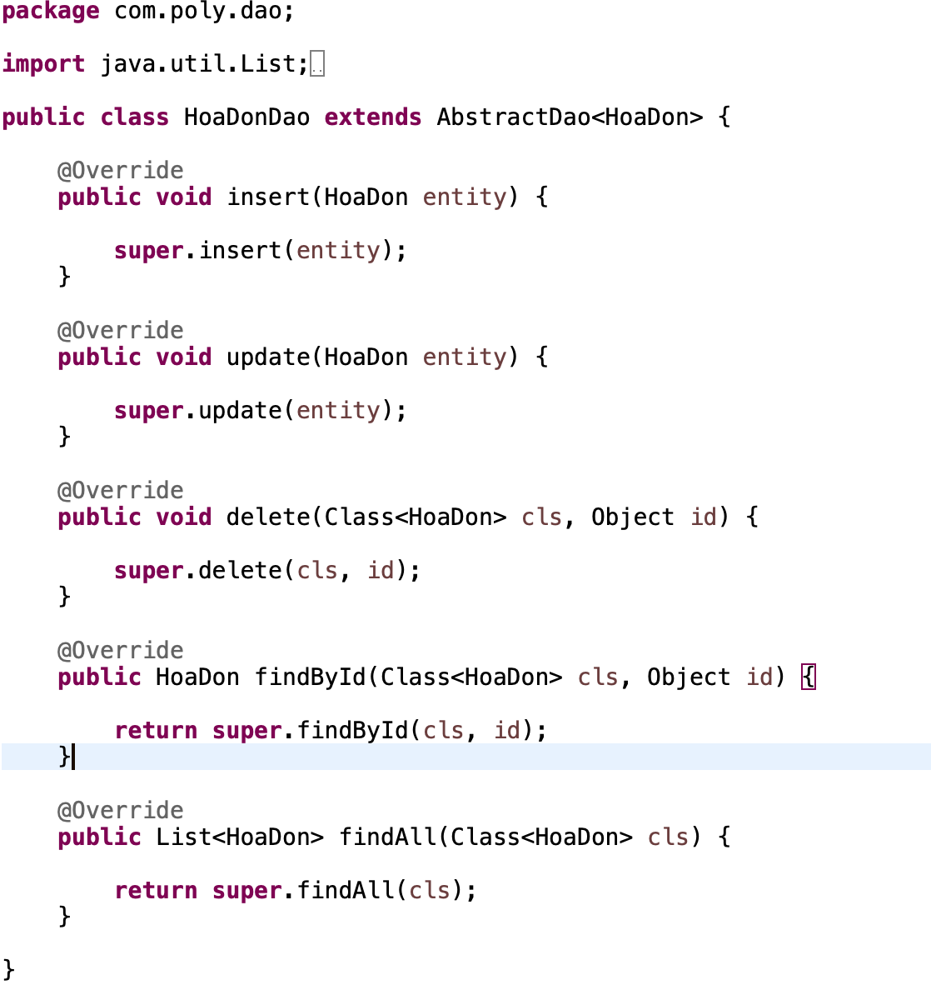 package com.poly.dao;
import java.util.List;
public class HoaDonDao extends AbstractDao<HoaDon> {
@Override
public void insert(HoaDon entity) {
super.insert(entity);
}
@Override
public void update(HoaDon entity) {
super.update(entity);
}
@Override
public void delete(Class<HoaDon> cls, Object id) {
super.delete(cls, id);
}
@Override
public HoaDon findById(Class<HoaDon> cls, Object id) {
return super.findById(cls, id);
}
@Override
public List<HoaDon> findAll(Class<HoaDon> cls) {
return super.findAll(cls);
}
}